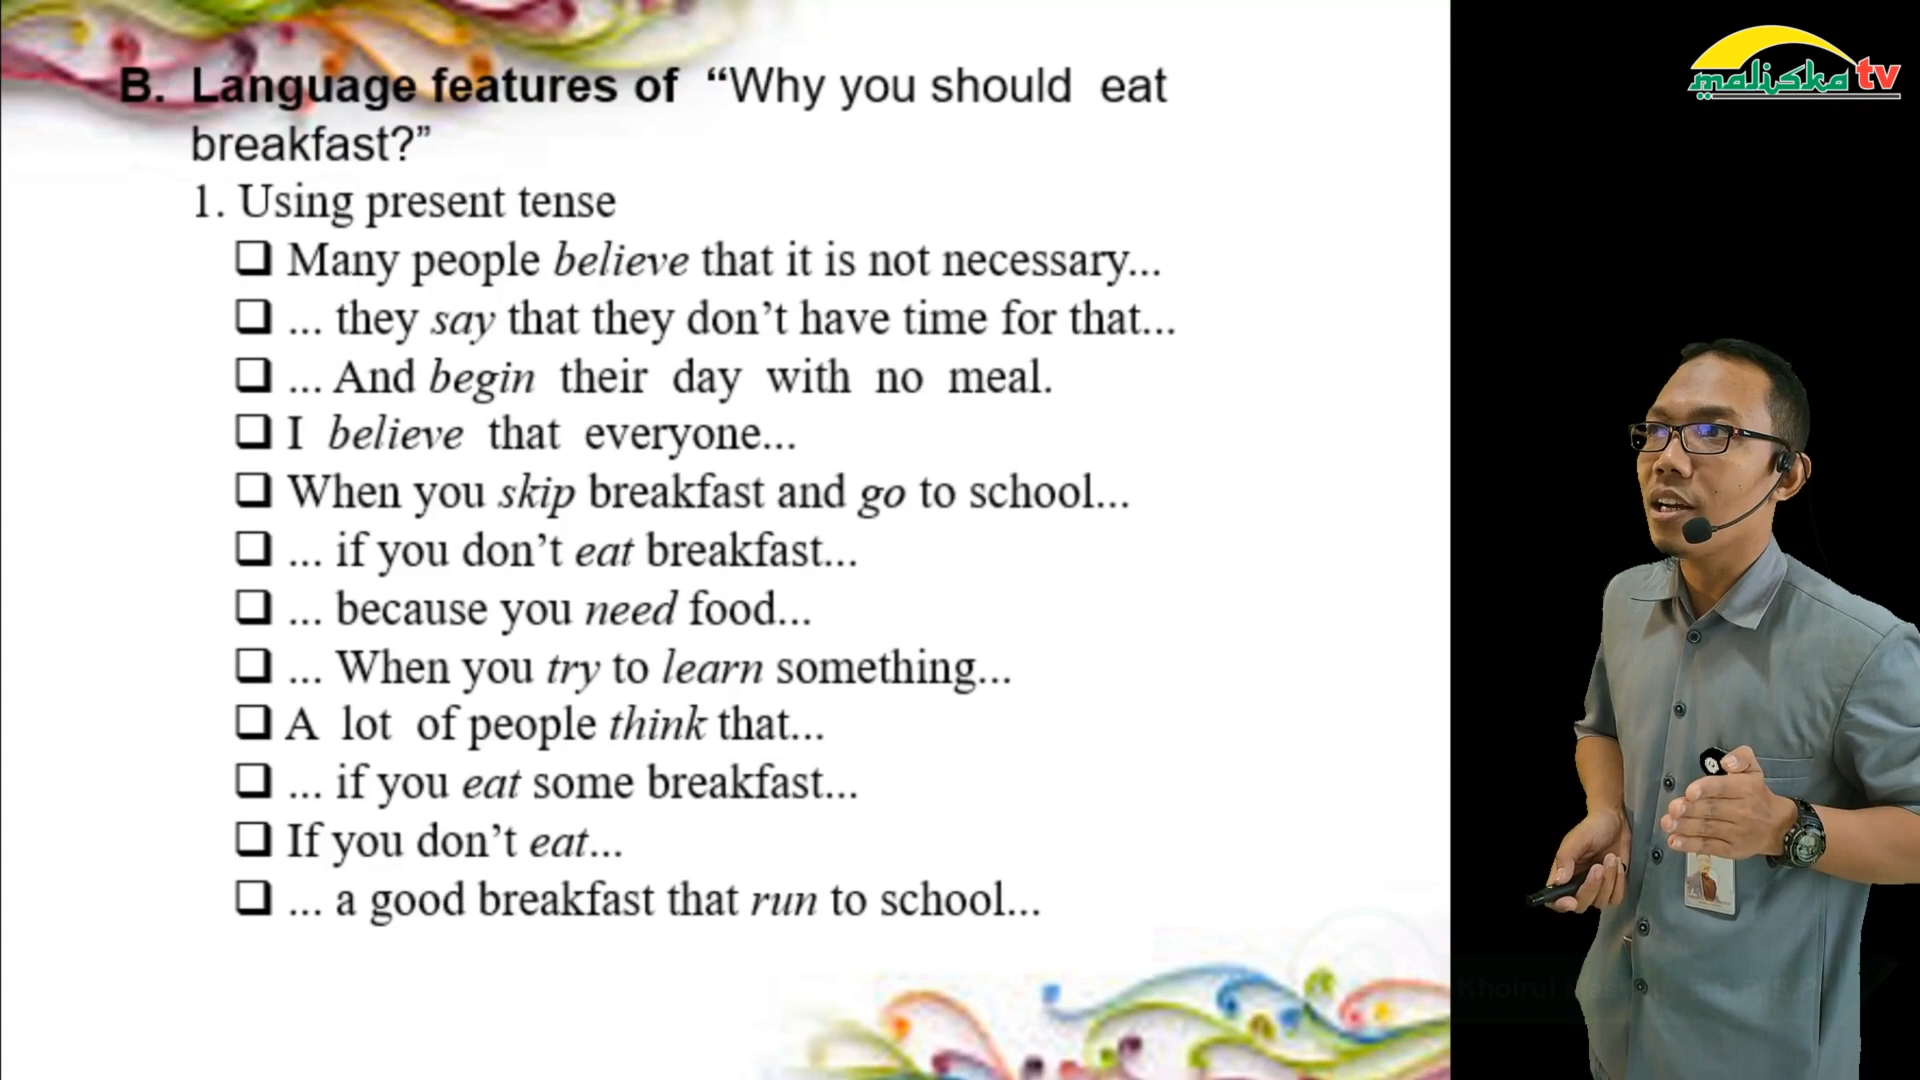 B. Language features of “Why you should eat
breakfast?”
1. Using present tense
❑ Many people believe that it is not necessary...
❑ ... they say that they don’t have time for that...
❑ ... And begin their day with no meal.
❑ I believe that everyone...
❑ When you skip breakfast and go to school...
❑ ... if you don’t eat breakfast...
❑ ... because you need food...
❑ ... When you try to learn something...
❑ A lot of people think that...
❑ ... if you eat some breakfast...
❑ If you don’t eat...
❑ ... a good breakfast that run to school...
maliska tv
Khoirul